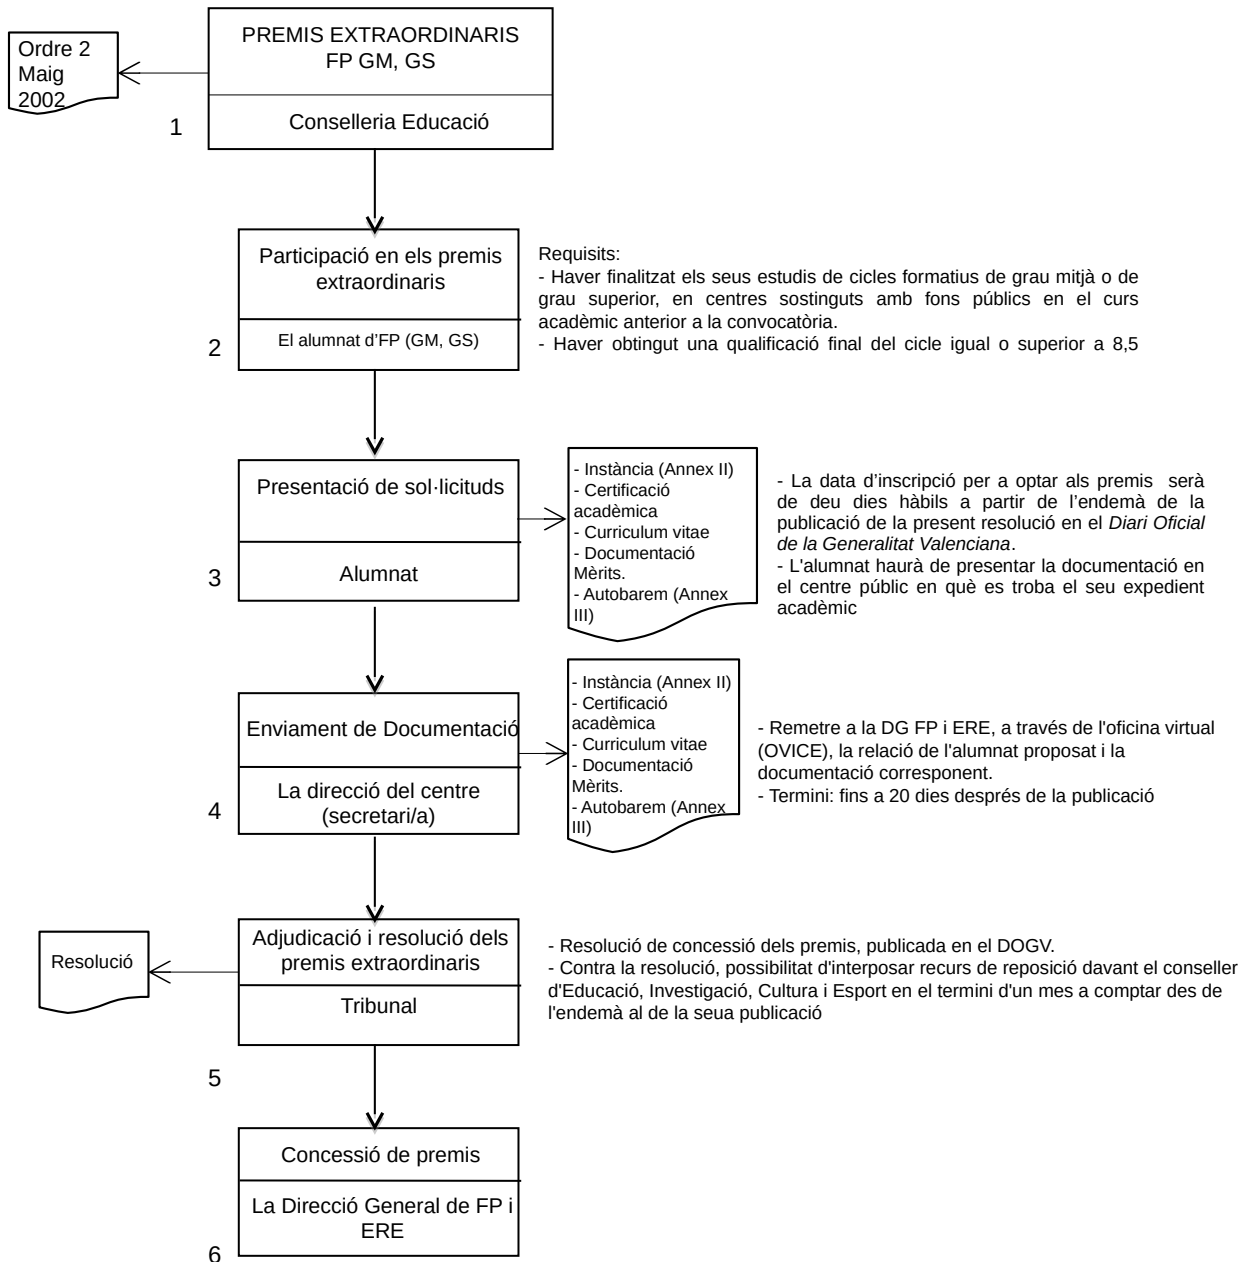 PREMIS EXTRAORDINARIS
FP GM, GS
Conselleria Educació
Ordre 2
Maig
2002
1
Participació en els premis
extraordinaris
El alumnat d’FP (GM, GS)
2
Requisits:
- Haver finalitzat els seus estudis de cicles formatius de grau mitjà o de
grau superior, en centres sostinguts amb fons públics en el curs
acadèmic anterior a la convocatòria.
- Haver obtingut una qualificació final del cicle igual o superior a 8,5
Presentació de sol·licituds
Alumnat
3
- Instància (Annex II)
- Certificació
acadèmica
- Curriculum vitae
- Documentació
Mèrits.
- Autobarem (Annex
III)
- La data d’inscripció per a optar als premis serà
de deu dies hàbils a partir de l’endemà de la
publicació de la present resolució en el Diari Oficial
de la Generalitat Valenciana.
- L'alumnat haurà de presentar la documentació en
el centre públic en què es troba el seu expedient
acadèmic
Enviament de Documentació
La direcció del centre
(secretari/a)
4
- Instància (Annex II)
- Certificació
acadèmica
- Curriculum vitae
- Documentació
Mèrits.
- Autobarem (Annex
III)
- Remetre a la DG FP i ERE, a través de l'oficina virtual
(OVICE), la relació de l'alumnat proposat i la
documentació corresponent.
- Termini: fins a 20 dies després de la publicació
Adjudicació i resolució dels
premis extraordinaris
Tribunal
Resolució
5
- Resolució de concessió dels premis, publicada en el DOGV.
- Contra la resolució, possibilitat d'interposar recurs de reposició davant el conseller
d'Educació, Investigació, Cultura i Esport en el termini d'un mes a comptar des de
l'endemà al de la seua publicació
Concessió de premis
La Direcció General de FP i
ERE
6